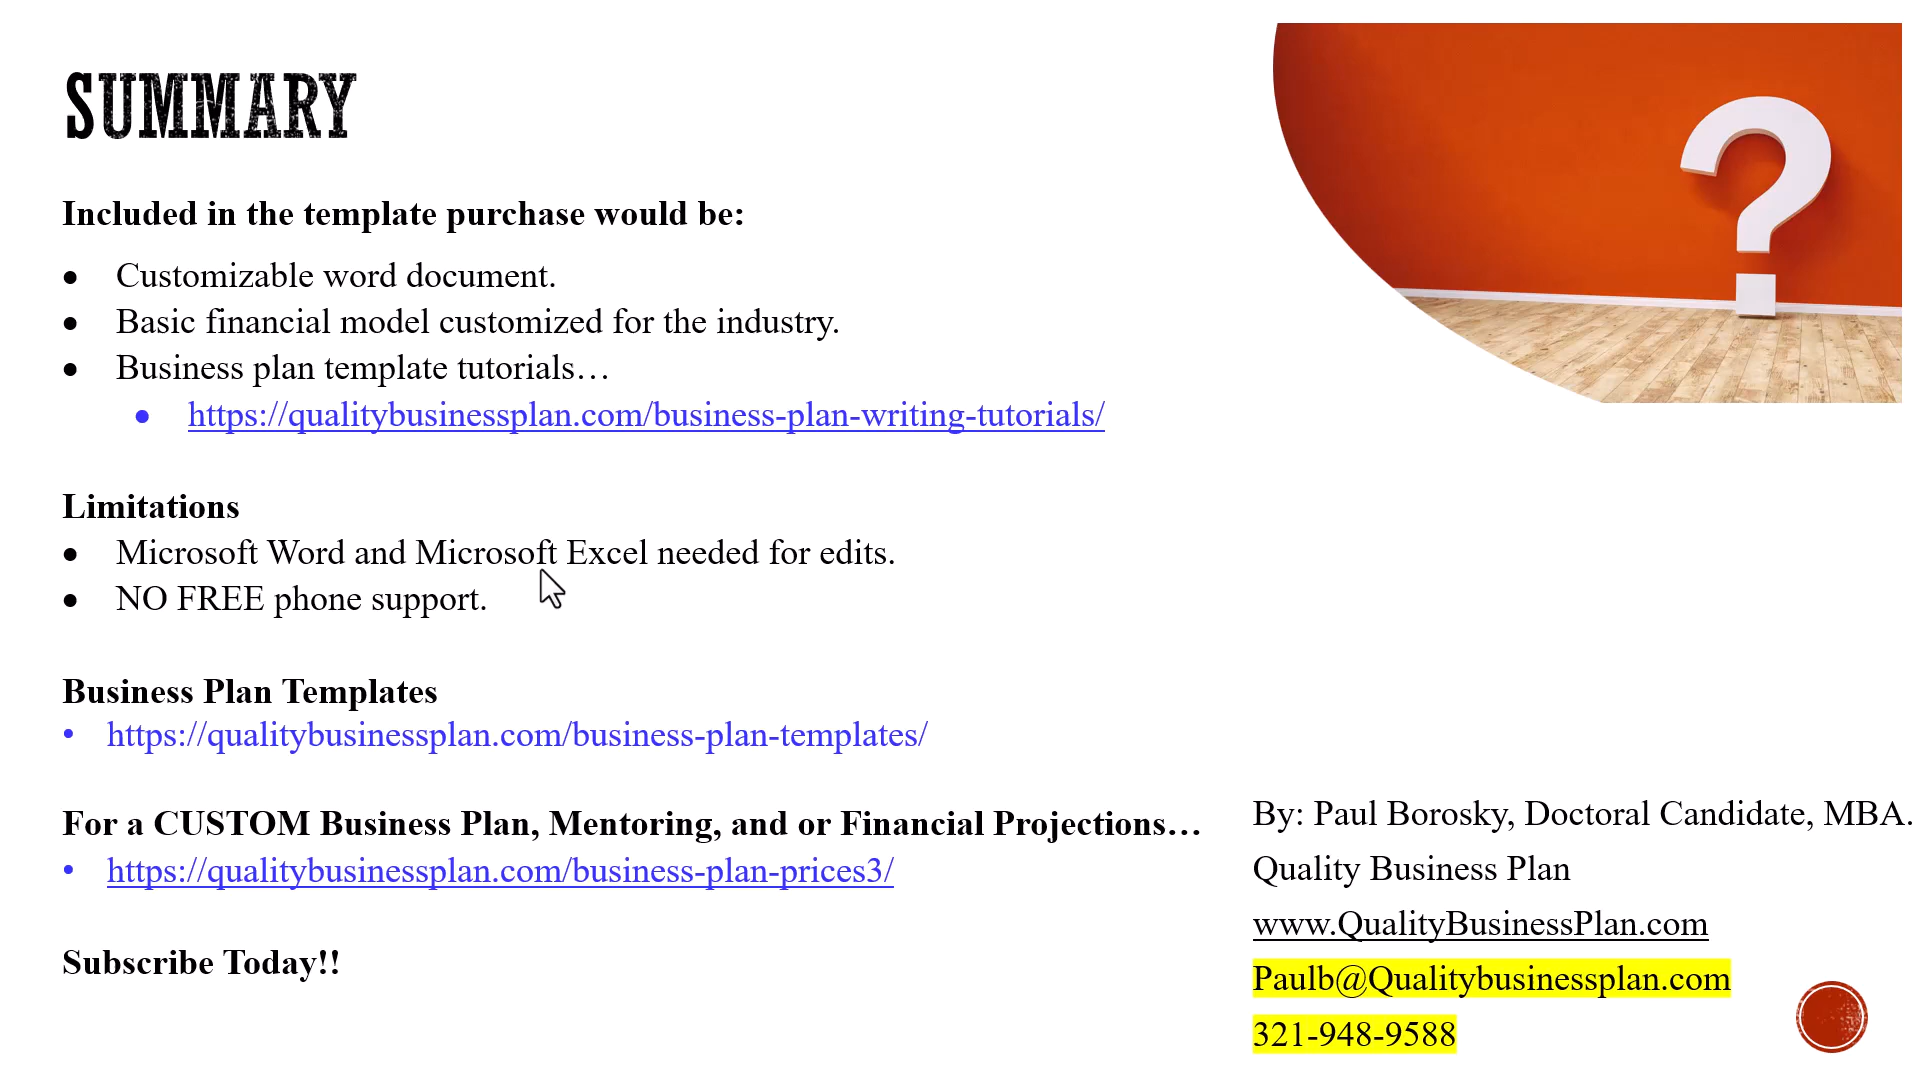 SUMMARY
Included in the template purchase would be:
● Customizable word document.
● Basic financial model customized for the industry.
● Business plan template tutorials…
● https://qualitybusinessplan.com/business-plan-writing-tutorials/
Limitations
● Microsoft Word and Microsoft Excel needed for edits.
● NO FREE phone support.
Business Plan Templates
• https://qualitybusinessplan.com/business-plan-templates/
For a CUSTOM Business Plan, Mentoring, and or Financial Projections…
• https://qualitybusinessplan.com/business-plan-prices3/
Subscribe Today!!
By: Paul Borosky, Doctoral Candidate, MBA.
Quality Business Plan
www.QualityBusinessPlan.com
Paulb@Qualitybusinessplan.com
321-948-9588
?